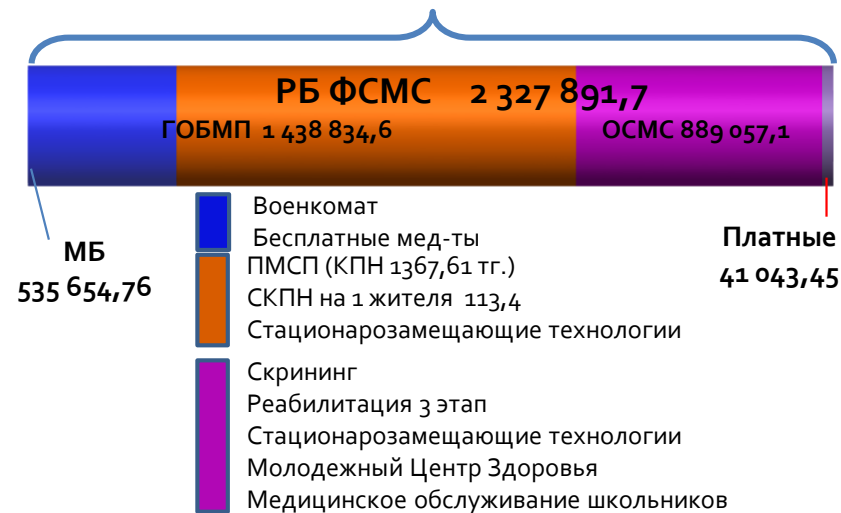 РБ ФСМС 2 327 891,7
ГОБМП 1 438 834,6
ОСМС 889 057,1
МБ
535 654,76
Платные
41 043,45
Военкомат
Бесплатные мед-ты
ПМСП (КПН 1367,61 тг.)
СКПН на 1 жителя 113,4
Стационарозамещающие технологии
Скрининг
Реабилитация 3 этап
Стационарозамещающие технологии
Молодежный Центр Здоровья
Медицинское обслуживание школьников